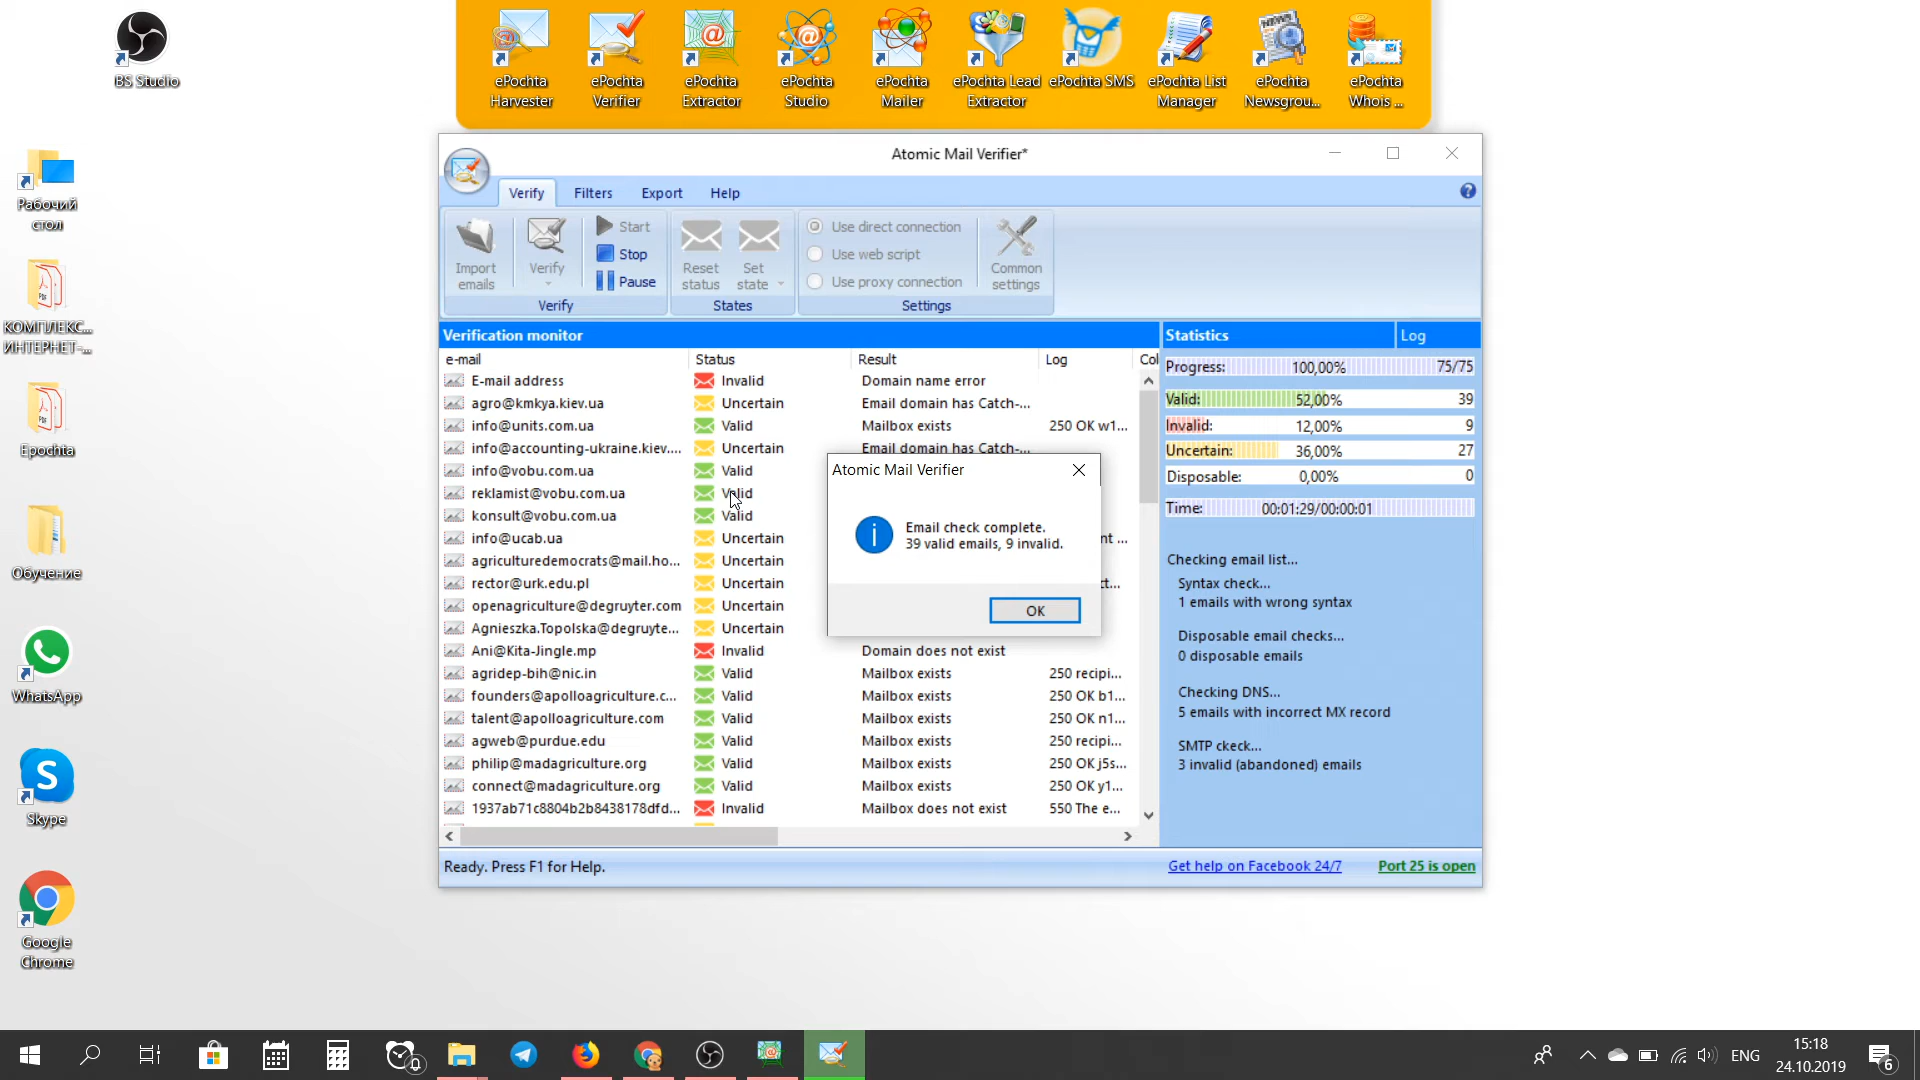 BS Studio
ePochta Harvester
ePochta Verifier
ePochta Extractor
ePochta Studio
ePochta Mailer
ePochta Lead Extractor
ePochta SMS
ePochta List Manager
ePochta Newsgrou...
ePochta Whois ...
Рабочий стол
КОМПЛЕКС...
ИНТЕРНЕТ-...
Epochta
Обучение
WhatsApp
Skype
Google Chrome
Atomic Mail Verifier*
Verify Filters Export Help
Import emails
Verify
Start
Stop
Pause
Verify
Reset status
Set state
States
Use direct connection
Use web script
Use proxy connection
Common settings
Settings
Verification monitor
e-mail Status Result Log Col
E-mail address Invalid Domain name error
agro@kmkya.kiev.ua Uncertain Email domain has Catch-...
info@units.com.ua Valid Mailbox exists 250 OK w1...
info@accounting-ukraine.kiev.... Uncertain Email domain has Catch-...
info@vobu.com.ua Valid
reklamist@vobu.com.ua Valid
konsult@vobu.com.ua Valid
info@ucab.ua Uncertain nt ...
agriculturedemocrats@mail.ho... Uncertain
rector@urk.edu.pl Uncertain ct...
openagriculture@degruyter.com Uncertain
Agnieszka.Topolska@degruyte... Uncertain
Ani@Kita-Jingle.mp Invalid Domain does not exist
agridep-bih@nic.in Valid Mailbox exists 250 recipi...
founders@apolloagriculture.c... Valid Mailbox exists 250 OK b1...
talent@apolloagriculture.com Valid Mailbox exists 250 OK n1...
agweb@purdue.edu Valid Mailbox exists 250 recipi...
philip@madagriculture.org Valid Mailbox exists 250 OK j5s...
connect@madagriculture.org Valid Mailbox exists 250 OK y1...
1937ab71c8804b2b8438178dfd... Invalid Mailbox does not exist 550 The e...
Atomic Mail Verifier
Email check complete.
39 valid emails, 9 invalid.
OK
Statistics Log
Progress: 100,00% 75/75
Valid: 52,00% 39
Invalid: 12,00% 9
Uncertain: 36,00% 27
Disposable: 0,00% 0
Time: 00:01:29/00:00:01
Checking email list...
Syntax check...
1 emails with wrong syntax
Disposable email checks...
0 disposable emails
Checking DNS...
5 emails with incorrect MX record
SMTP ckeck...
3 invalid (abandoned) emails
Ready. Press F1 for Help.
Get help on Facebook 24/7
Port 25 is open
ENG
15:18
24.10.2019
6